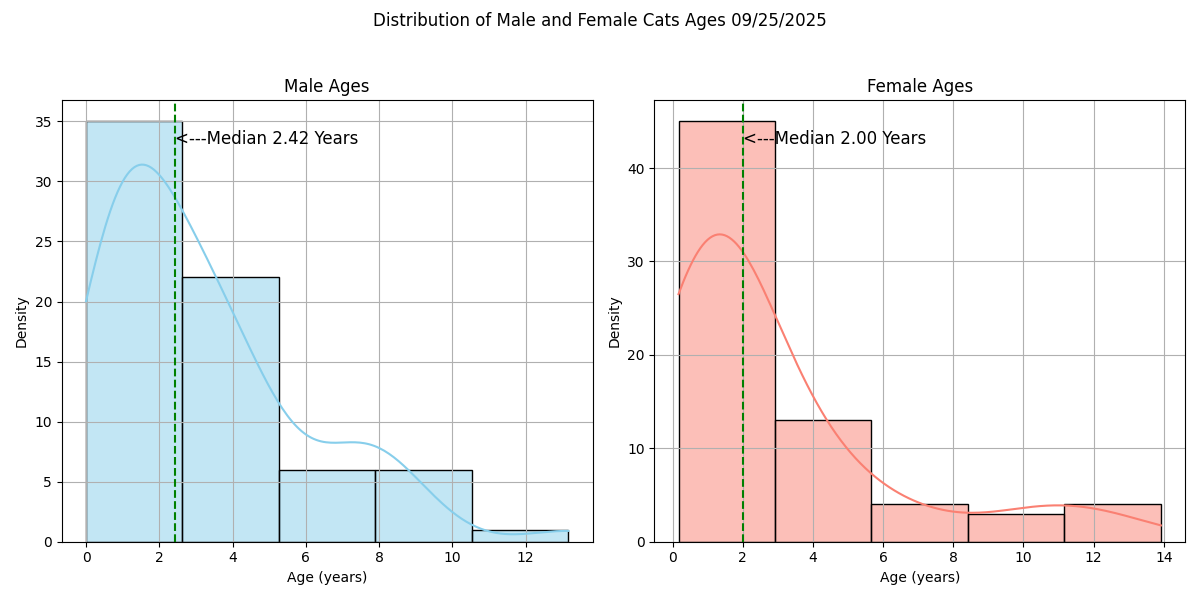 Distribution of Male and Female Cats Ages 09/25/2025
Male Ages
35
30
25
20
15
10
5
0
Density
<---Median 2.42 Years
0 2 4 6 8 10 12
Age (years)
Female Ages
40
30
20
10
0
Density
<---Median 2.00 Years
0 2 4 6 8 10 12 14
Age (years)